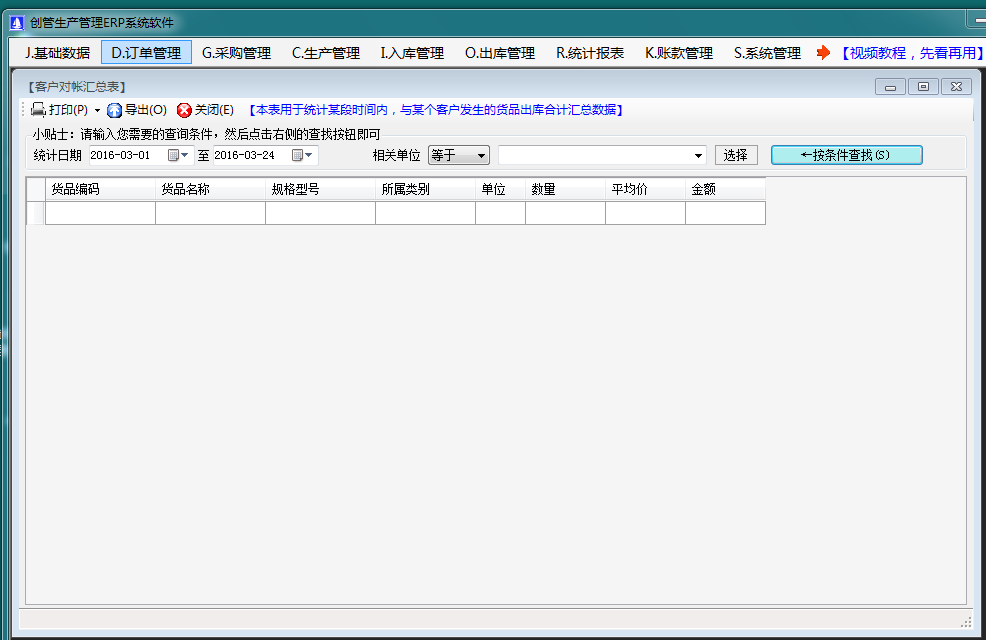 创管生产管理ERP系统软件
J.基础数据 D.订单管理 G.采购管理 C.生产管理 I.入库管理 O.出库管理 R.统计报表 K.账款管理 S.系统管理 【视频教程，先看再用】
【客户对帐汇总表】
打印(P) 导出(O) 关闭(E) 【本表用于统计某段时间内，与某个客户发生的货品出库合计汇总数据】
小贴士：请输入您需要的查询条件，然后点击右侧的查找按钮即可
统计日期 2016-03-01 至 2016-03-24 相关单位 等于 选择 ←按条件查找(S)
货品编码 货品名称 规格型号 所属类别 单位 数量 平均价 金额